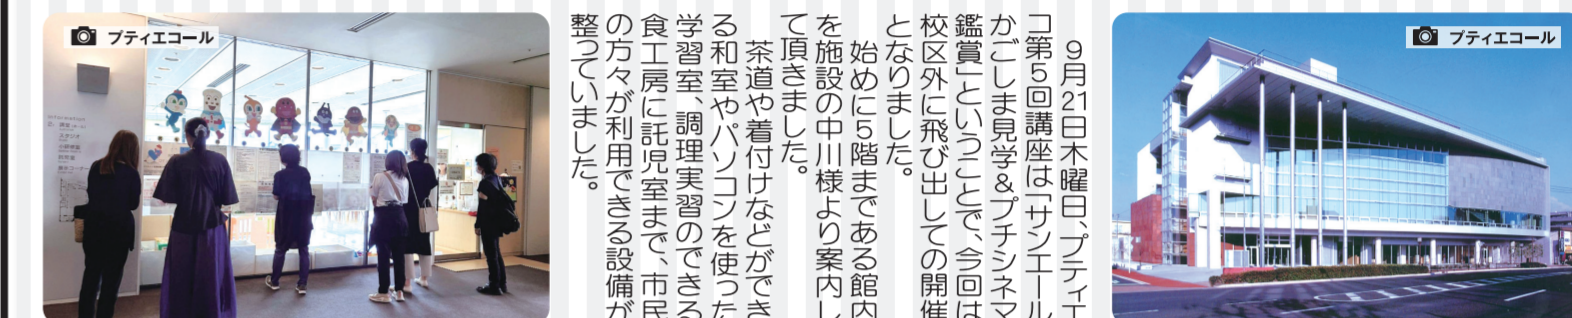 プティエコール
９月21日木曜日、プティエ
コ第５回講座は「サンエール
かごしま見学＆プチシネマ
鑑賞」ということで、今回は
校区外に飛び出しての開催
となりました。
始めに５階まである館内
を施設の中川様より案内し
て頂きました。
茶道や着付けなどができ
る和室やパソコンを使った
学習室、調理実習のできる
食工房に託児室まで、市民
の方々が利用できる設備が
整っていました。
プティエコール